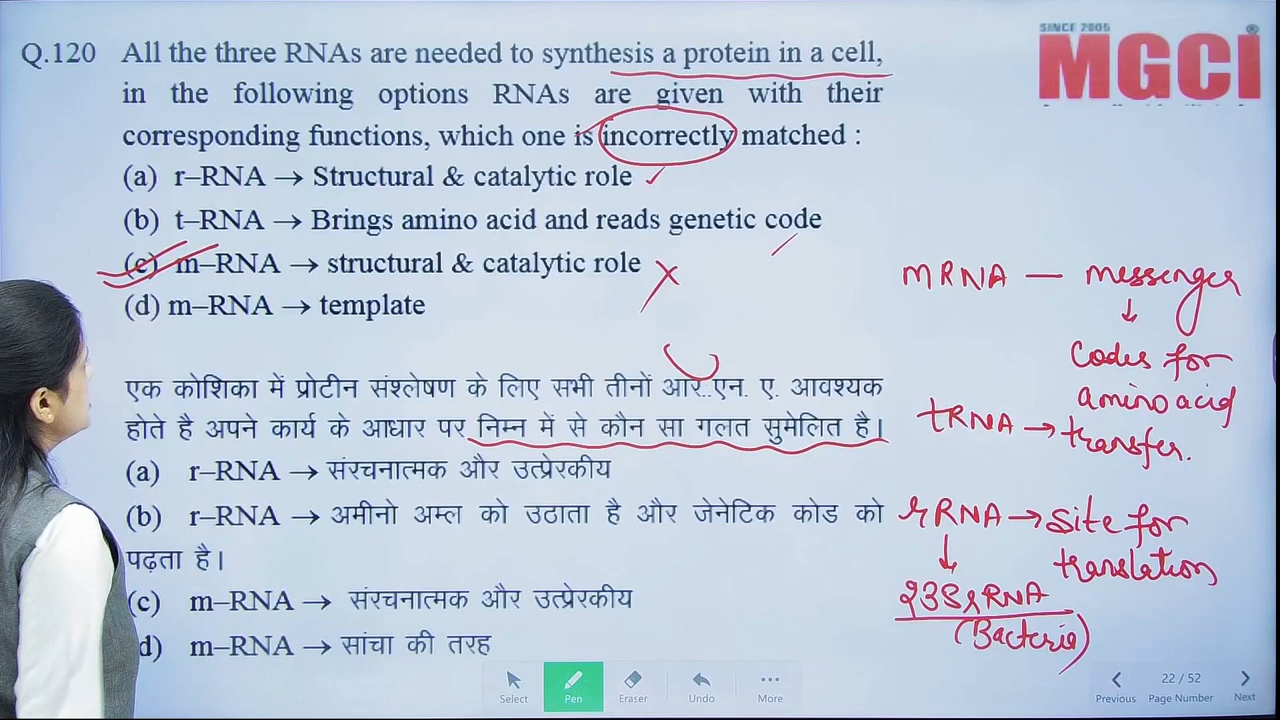 SINCE 2005
MGCI
Q.120 All the three RNAs are needed to synthesis a protein in a cell,
in the following options RNAs are given with their
corresponding functions, which one is incorrectly matched :
(a) r–RNA → Structural & catalytic role
(b) t–RNA → Brings amino acid and reads genetic code
(c) m–RNA → structural & catalytic role
(d) m–RNA → template
एक कोशिका में प्रोटीन संश्लेषण के लिए सभी तीनों आर..एन. ए. आवश्यक
होते है अपने कार्य के आधार पर निम्न में से कौन सा गलत सुमेलित है।
(a) r–RNA → संरचनात्मक और उत्प्रेरकीय
(b) r–RNA → अमीनो अम्ल को उठाता है और जेनेटिक कोड को
पढ़ता है।
(c) m–RNA → संरचनात्मक और उत्प्रेरकीय
d) m–RNA → सांचा की तरह
mRNA — messenger
↓
Codes for
amino acid
tRNA → transfer.
rRNA → Site for
translation
↓
23SrRNA
(Bacteria)
Select
Pen
Eraser
Undo
More
Previous
22 / 52
Page Number
Next